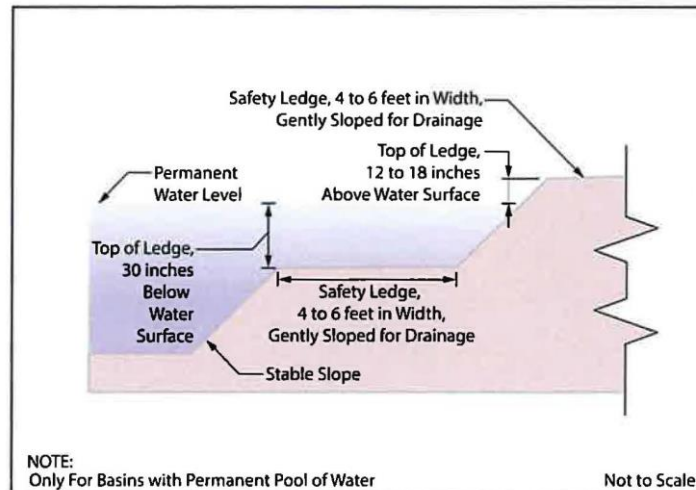 Safety Ledge, 4 to 6 feet in Width,
Gently Sloped for Drainage
Top of Ledge,
12 to 18 inches
Above Water Surface
Permanent
Water Level
Top of Ledge,
30 inches
Below
Water
Surface
Safety Ledge,
4 to 6 feet in Width,
Gently Sloped for Drainage
Stable Slope
NOTE:
Only For Basins with Permanent Pool of Water
Not to Scale